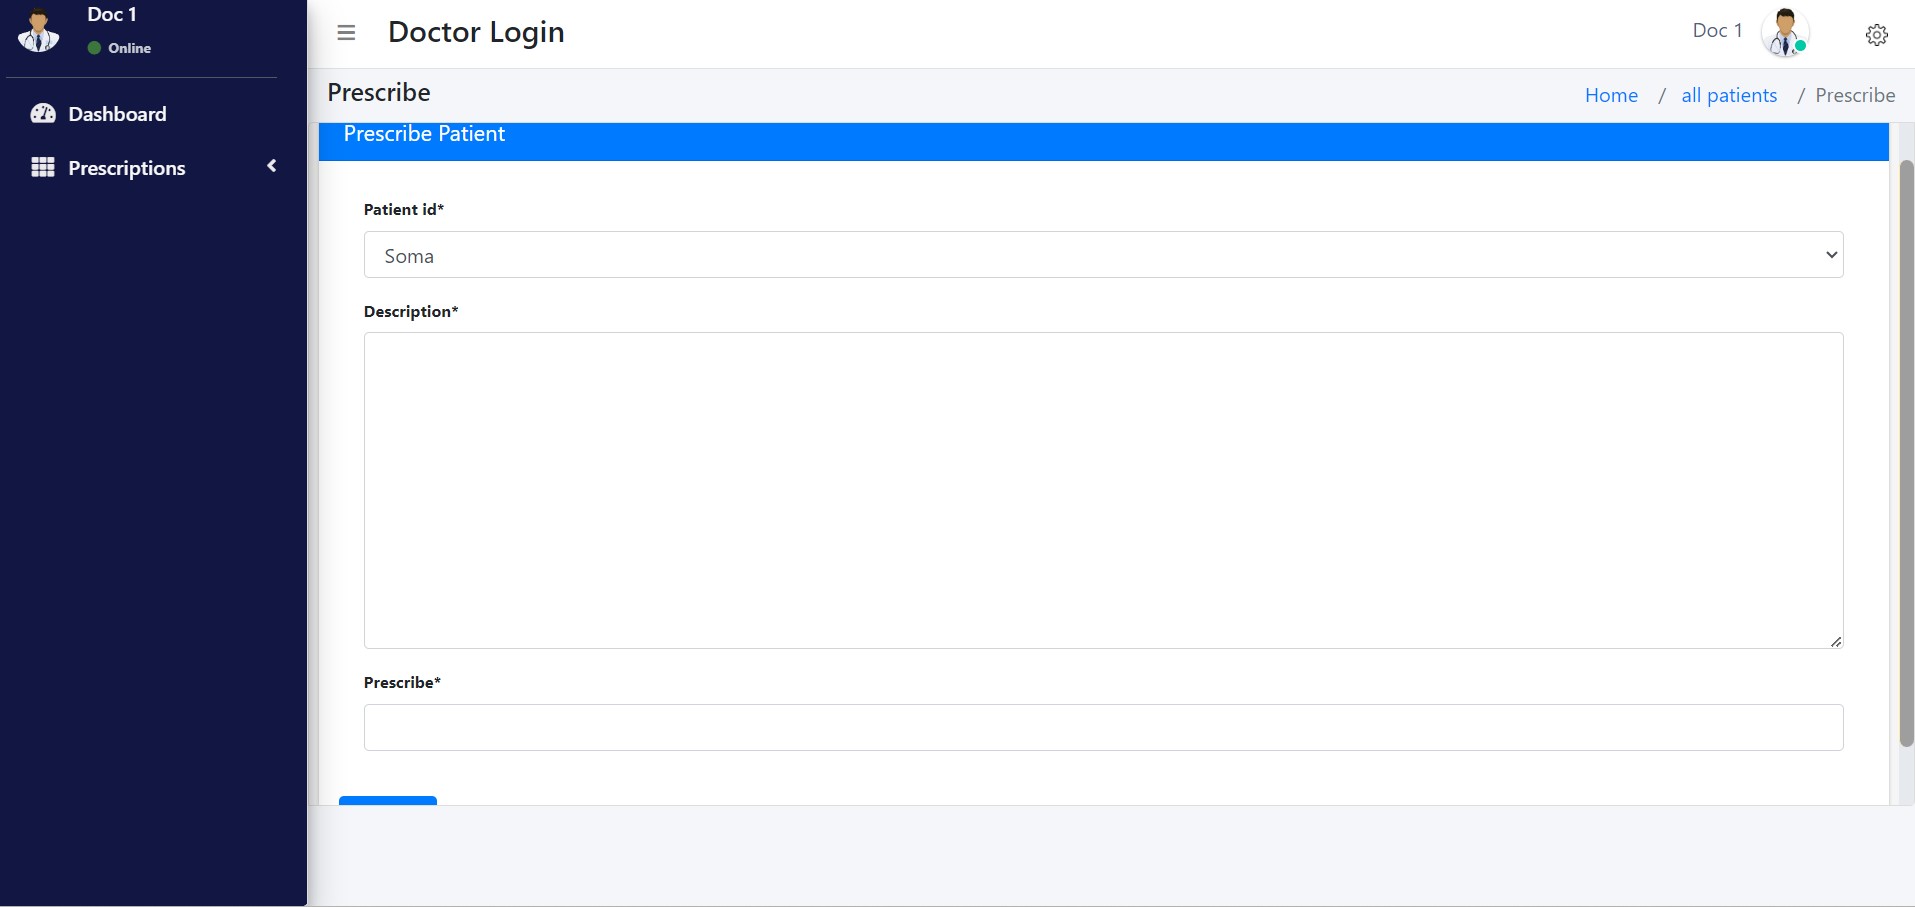 Doc 1
Online
Dashboard
Prescriptions
Doctor Login
Doc 1
Prescribe
Home / all patients / Prescribe
Prescribe Patient
Patient id*
Soma
Description*
Prescribe*